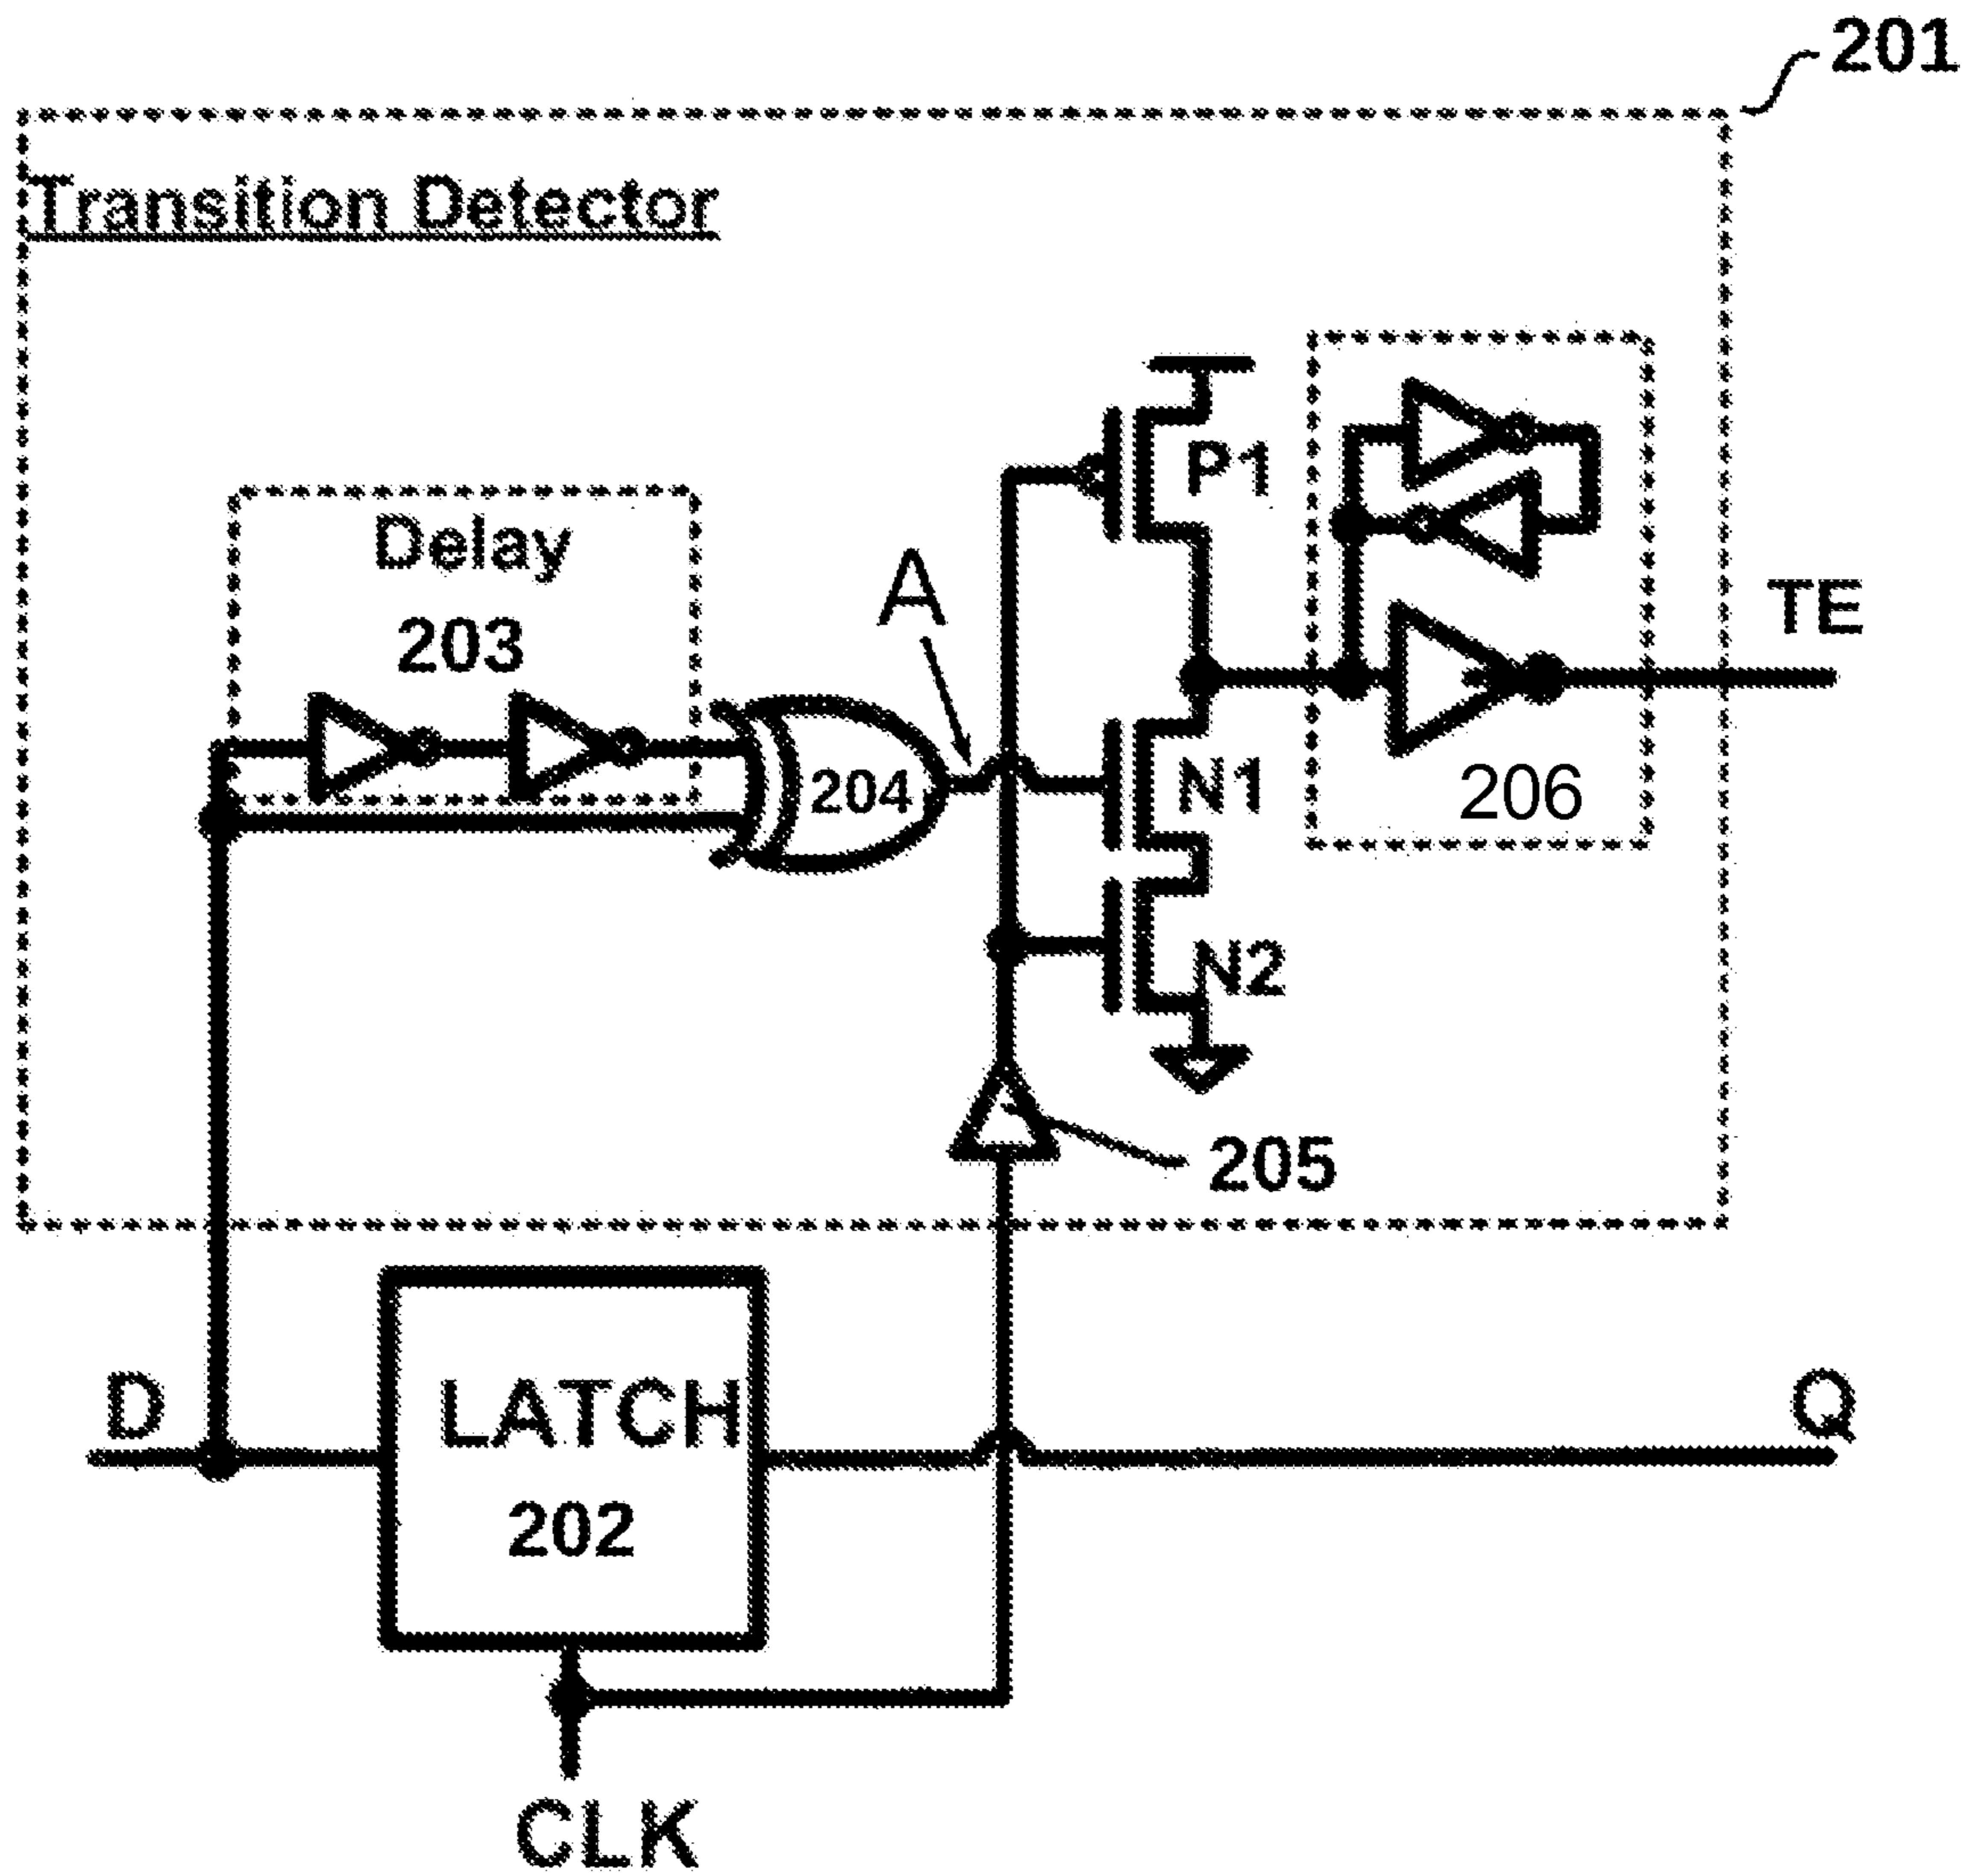 201
Transition Detector
P1
Delay
203
A
TE
204
N1
206
N2
205
D
LATCH
202
Q
CLK